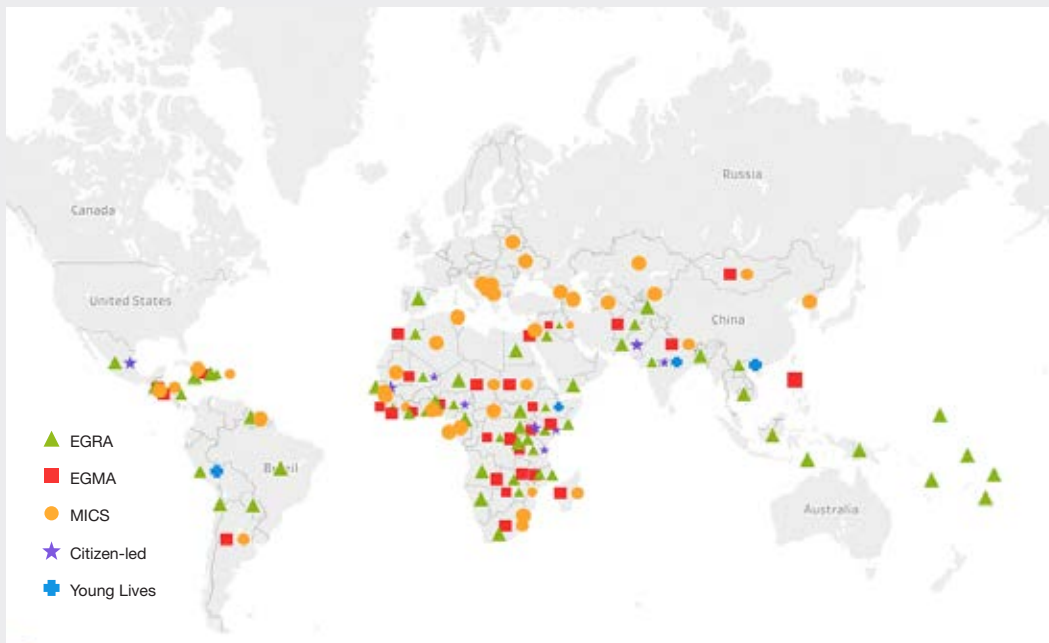 Russia
Canada
United States
China
Brazil
Australia
EGRA
EGMA
MICS
Citizen-led
Young Lives